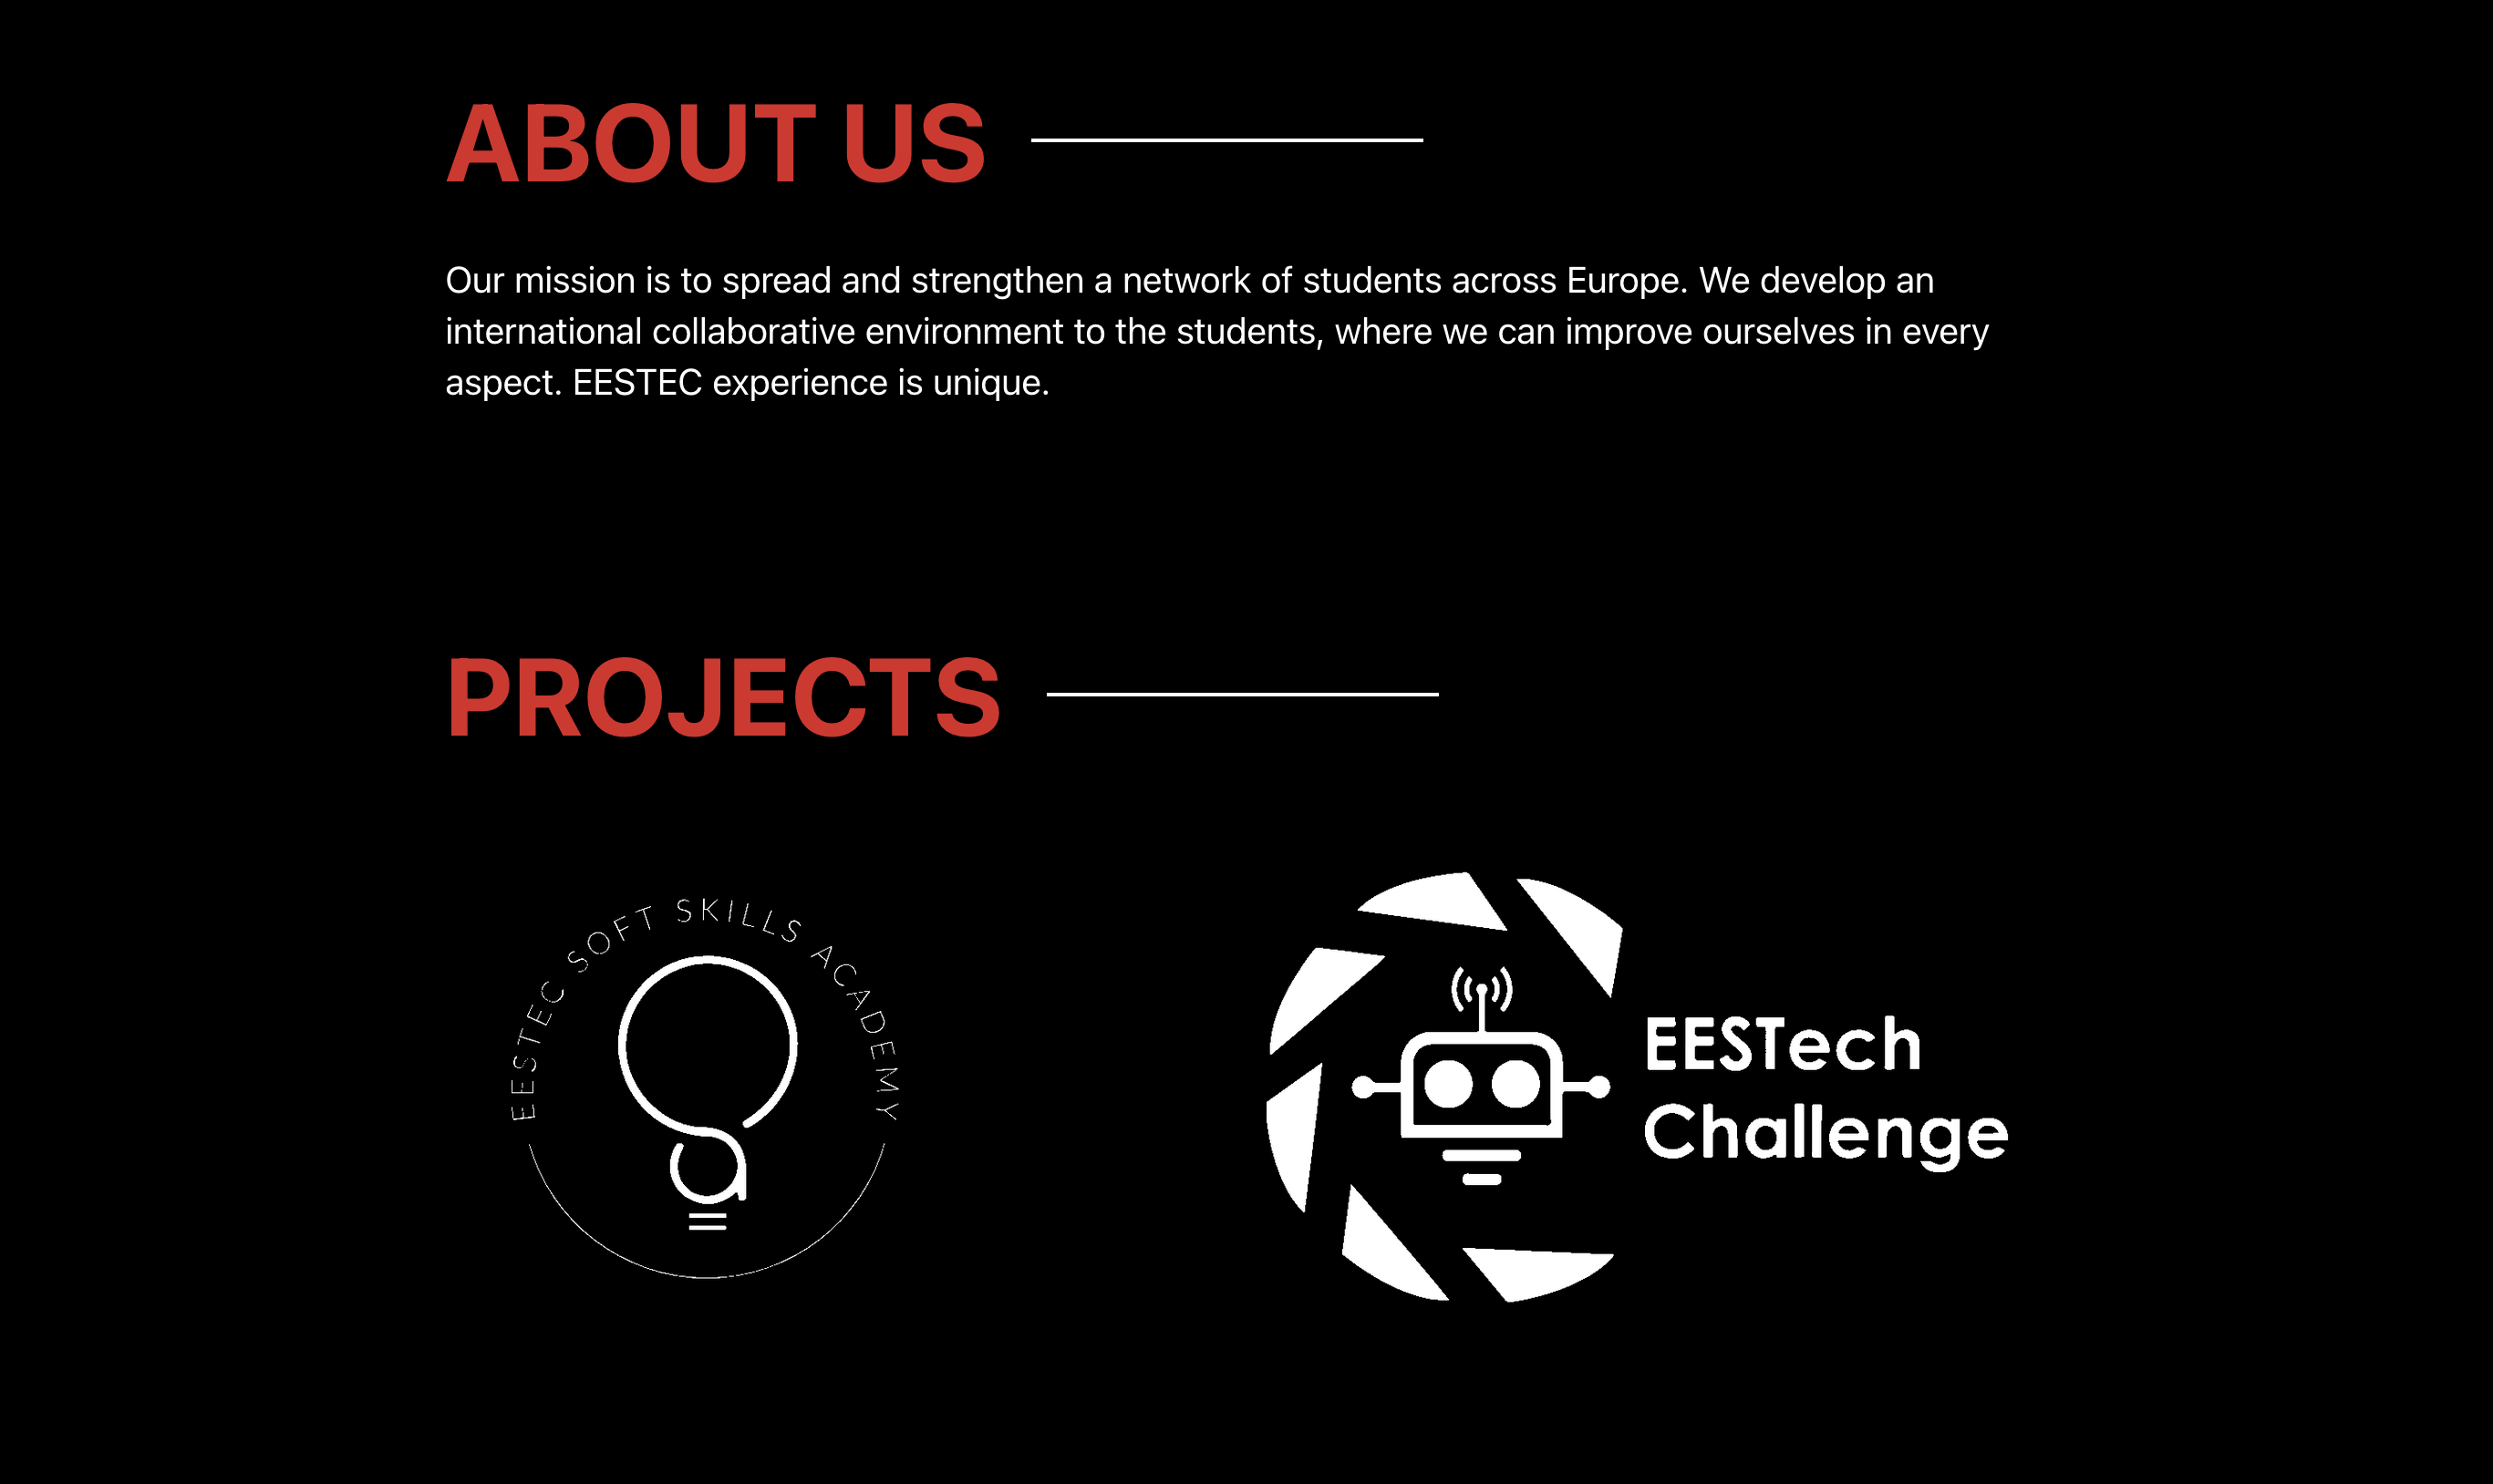 ABOUT US
Our mission is to spread and strengthen a network of students across Europe. We develop an
international collaborative environment to the students, where we can improve ourselves in every
aspect. EESTEC experience is unique.
PROJECTS
EESTEC SOFT SKILLS ACADEMY
EESTech
Challenge